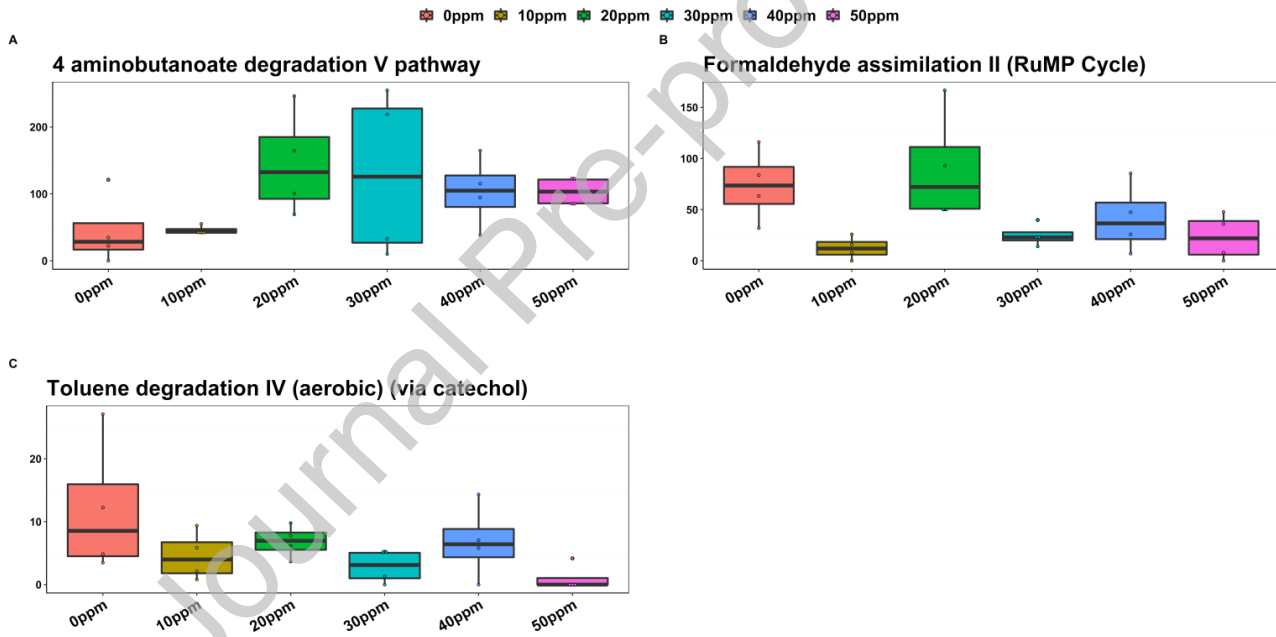 0ppm 10ppm 20ppm 30ppm 40ppm 50ppm
A
4 aminobutanoate degradation V pathway
200
100
0
0ppm 10ppm 20ppm 30ppm 40ppm 50ppm
B
Formaldehyde assimilation II (RuMP Cycle)
150
100
50
0
0ppm 10ppm 20ppm 30ppm 40ppm 50ppm
C
Toluene degradation IV (aerobic) (via catechol)
20
10
0
0ppm 10ppm 20ppm 30ppm 40ppm 50ppm
Journal Pre-pro